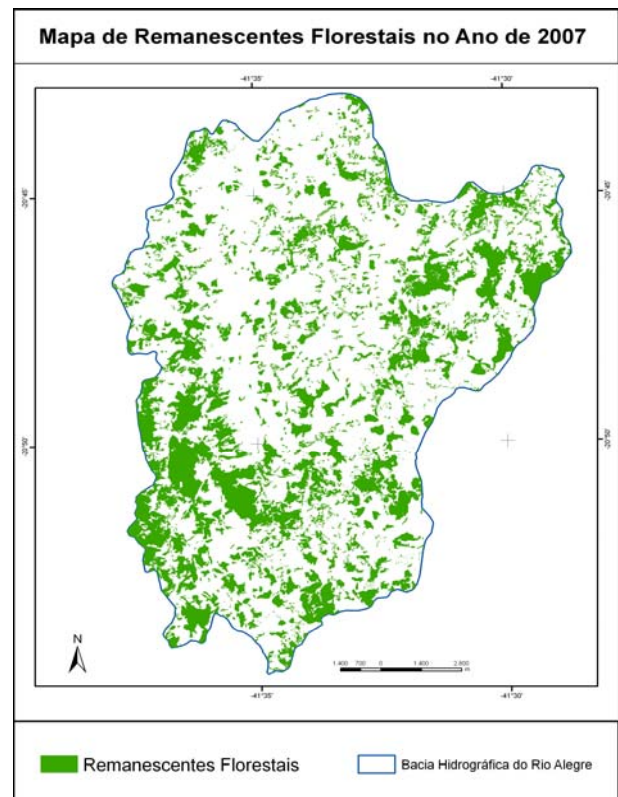 Mapa de Remanescentes Florestais no Ano de 2007
-41°35' -41°30'
-20°45' -20°45'
-20°50' -20°50'
N
1.400 700 0 1.400 2.800
m
-41°35' -41°30'
Remanescentes Florestais
Bacia Hidrográfica do Rio Alegre